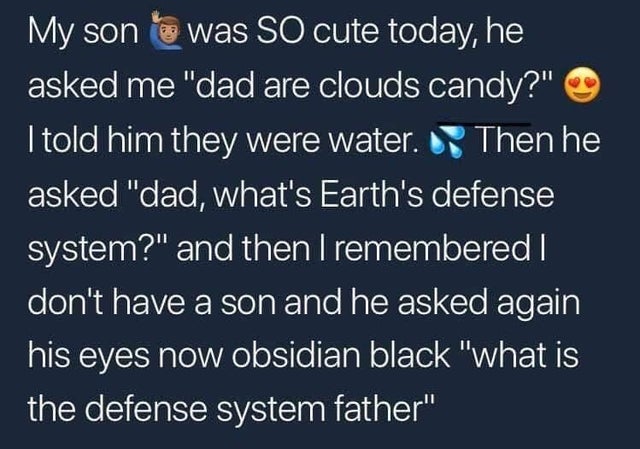 My son 🙋🏽‍♂️ was SO cute today, he
asked me "dad are clouds candy?" 😍
I told him they were water. 💦 Then he
asked "dad, what's Earth's defense
system?" and then I remembered I
don't have a son and he asked again
his eyes now obsidian black "what is
the defense system father"